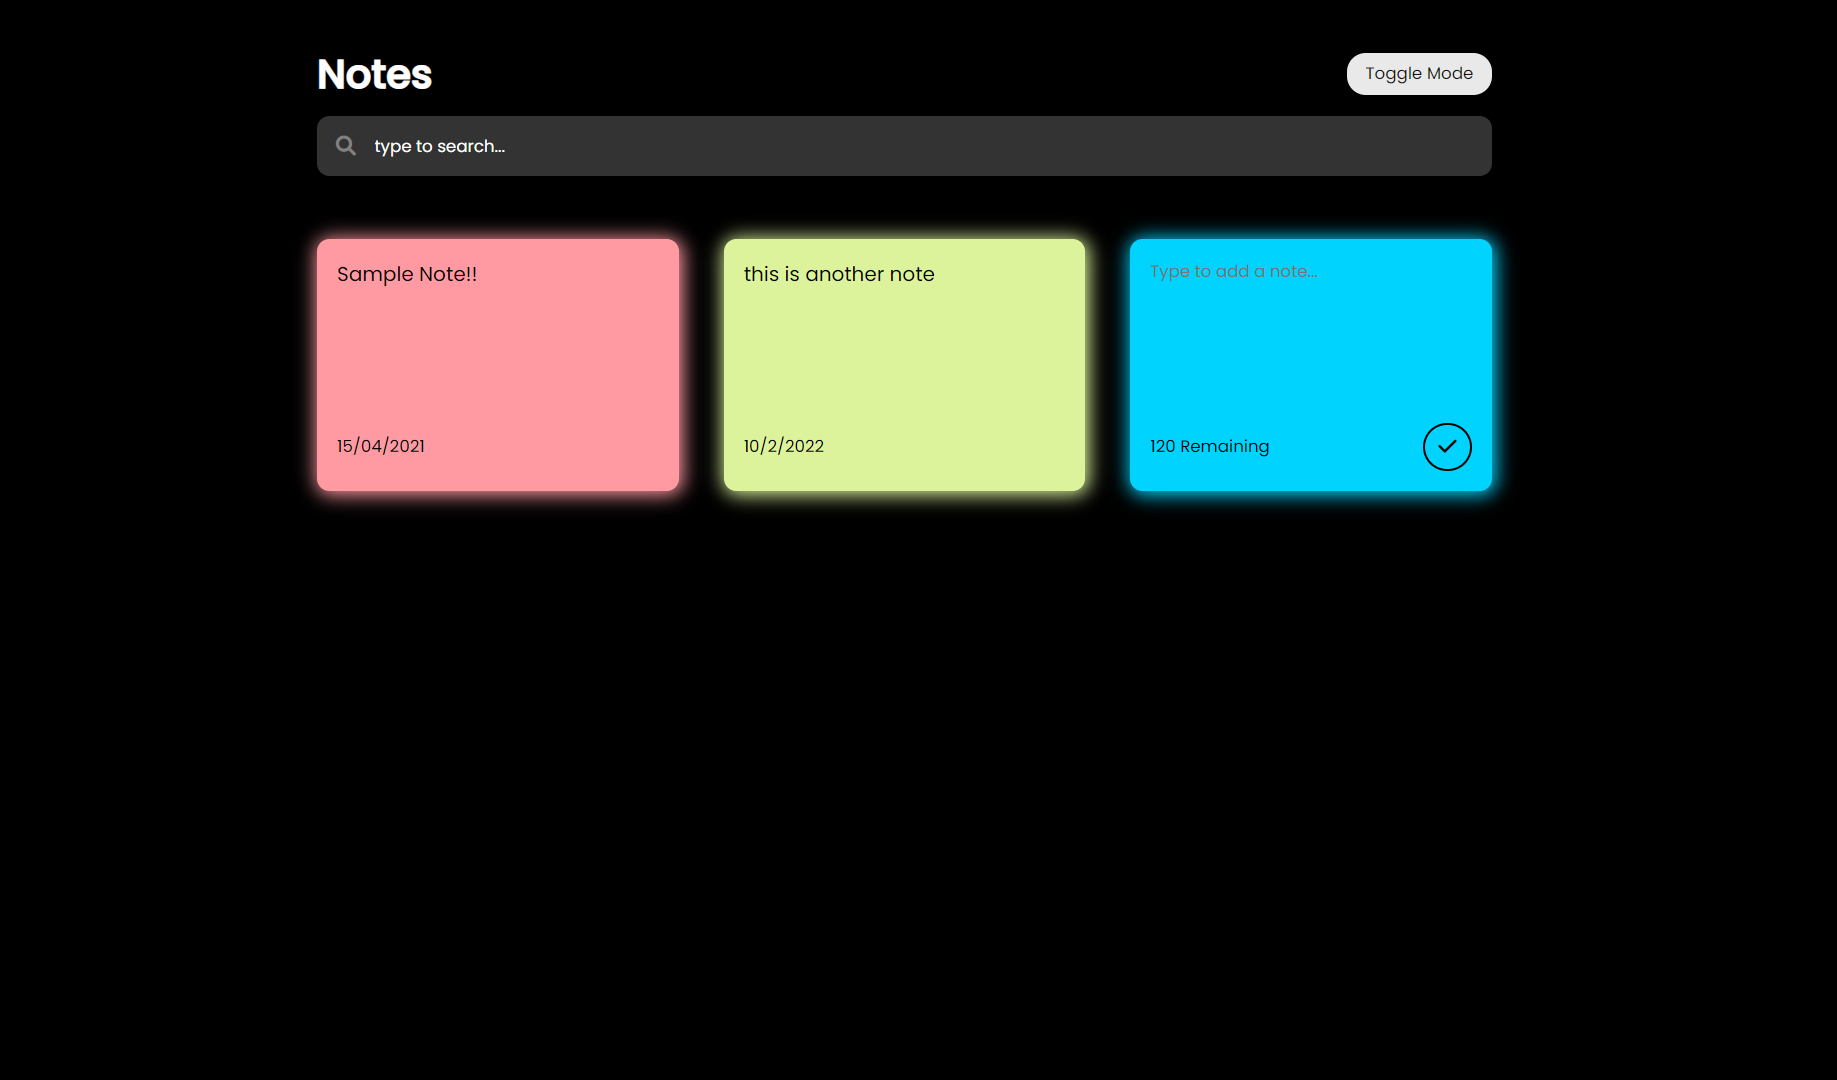 Notes
Toggle Mode
type to search...
Sample Note!!
this is another note
Type to add a note...
15/04/2021
10/2/2022
120 Remaining